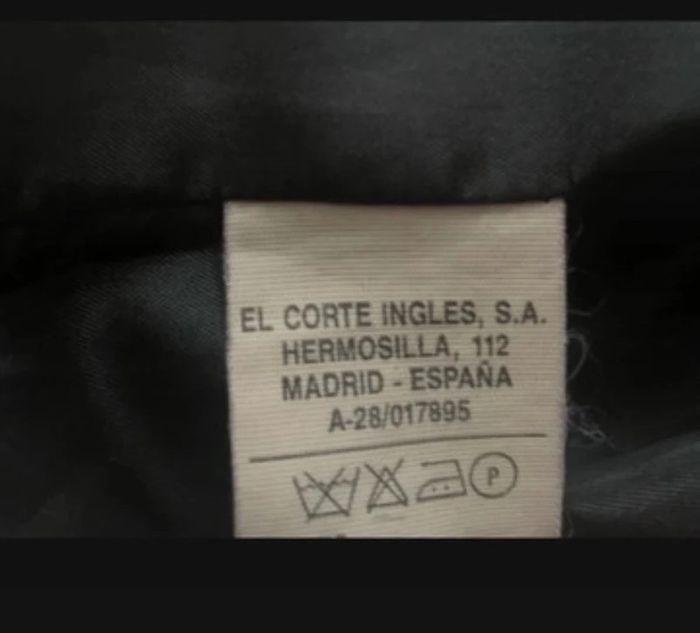 EL CORTE INGLES, S.A.
HERMOSILLA, 112
MADRID - ESPAÑA
A-28/017895
P